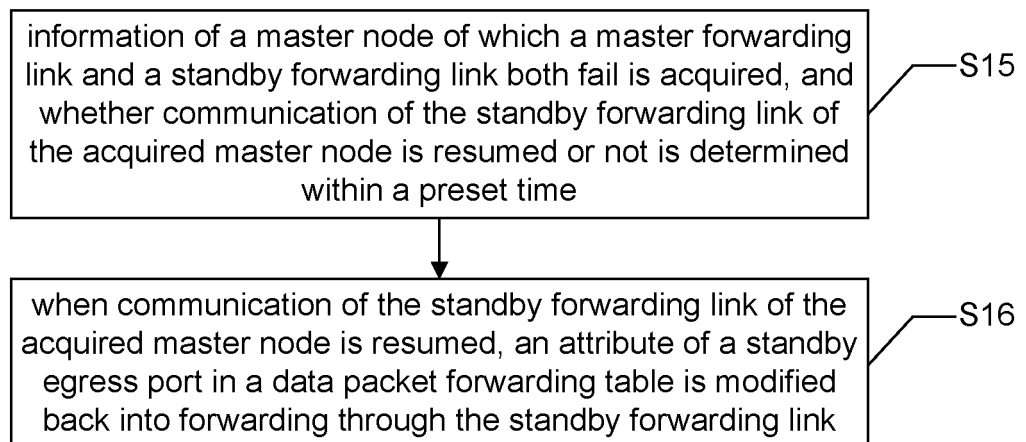 information of a master node of which a master forwarding
link and a standby forwarding link both fail is acquired, and
whether communication of the standby forwarding link of
the acquired master node is resumed or not is determined
within a preset time
S15
when communication of the standby forwarding link of the
acquired master node is resumed, an attribute of a standby
egress port in a data packet forwarding table is modified
back into forwarding through the standby forwarding link
S16